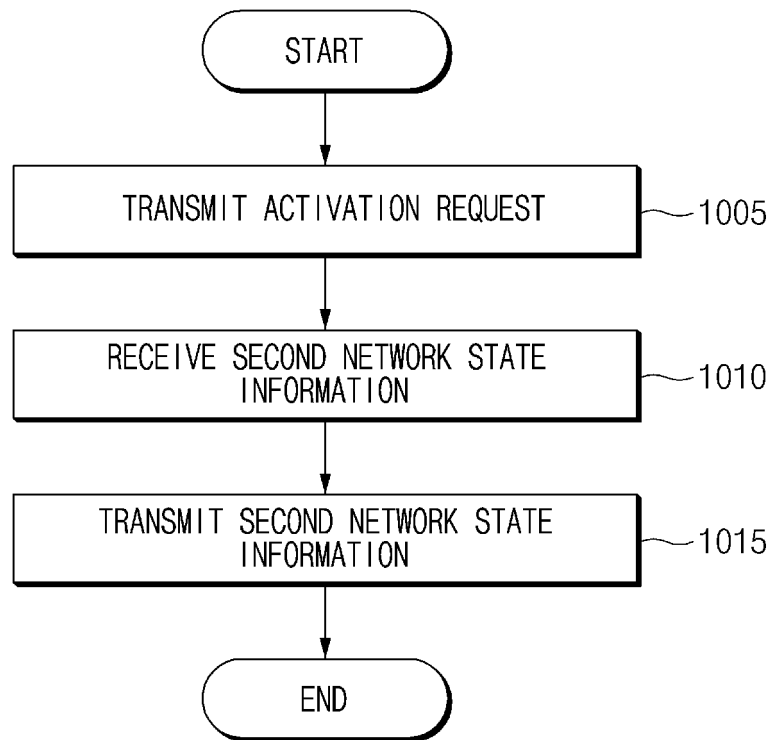 START
TRANSMIT ACTIVATION REQUEST
1005
RECEIVE SECOND NETWORK STATE
INFORMATION
1010
TRANSMIT SECOND NETWORK STATE
INFORMATION
1015
END